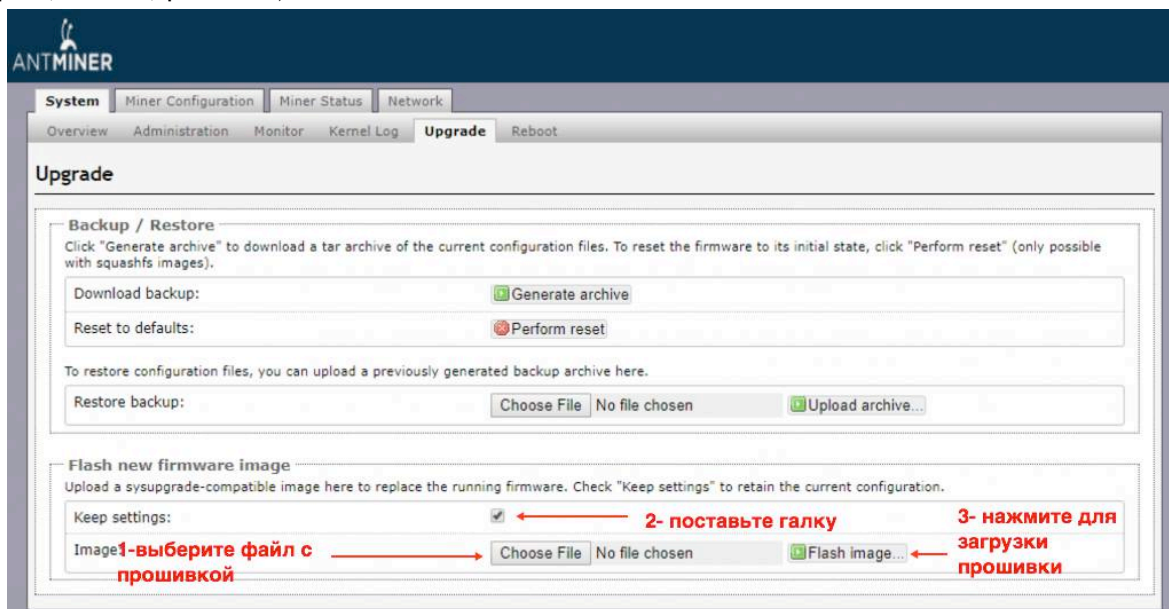 ANTMINER
System Miner Configuration Miner Status Network
Overview Administration Monitor Kernel Log Upgrade Reboot
Upgrade
Backup / Restore
Click "Generate archive" to download a tar archive of the current configuration files. To reset the firmware to its initial state, click "Perform reset" (only possible
with squashfs images).
Download backup: Generate archive
Reset to defaults: Perform reset
To restore configuration files, you can upload a previously generated backup archive here.
Restore backup: Choose File No file chosen Upload archive...
Flash new firmware image
Upload a sysupgrade-compatible image here to replace the running firmware. Check "Keep settings" to retain the current configuration.
Keep settings: 2- поставьте галку
Image 1-выберите файл с
прошивкой
Choose File No file chosen Flash image...
3- нажмите для
загрузки
прошивки